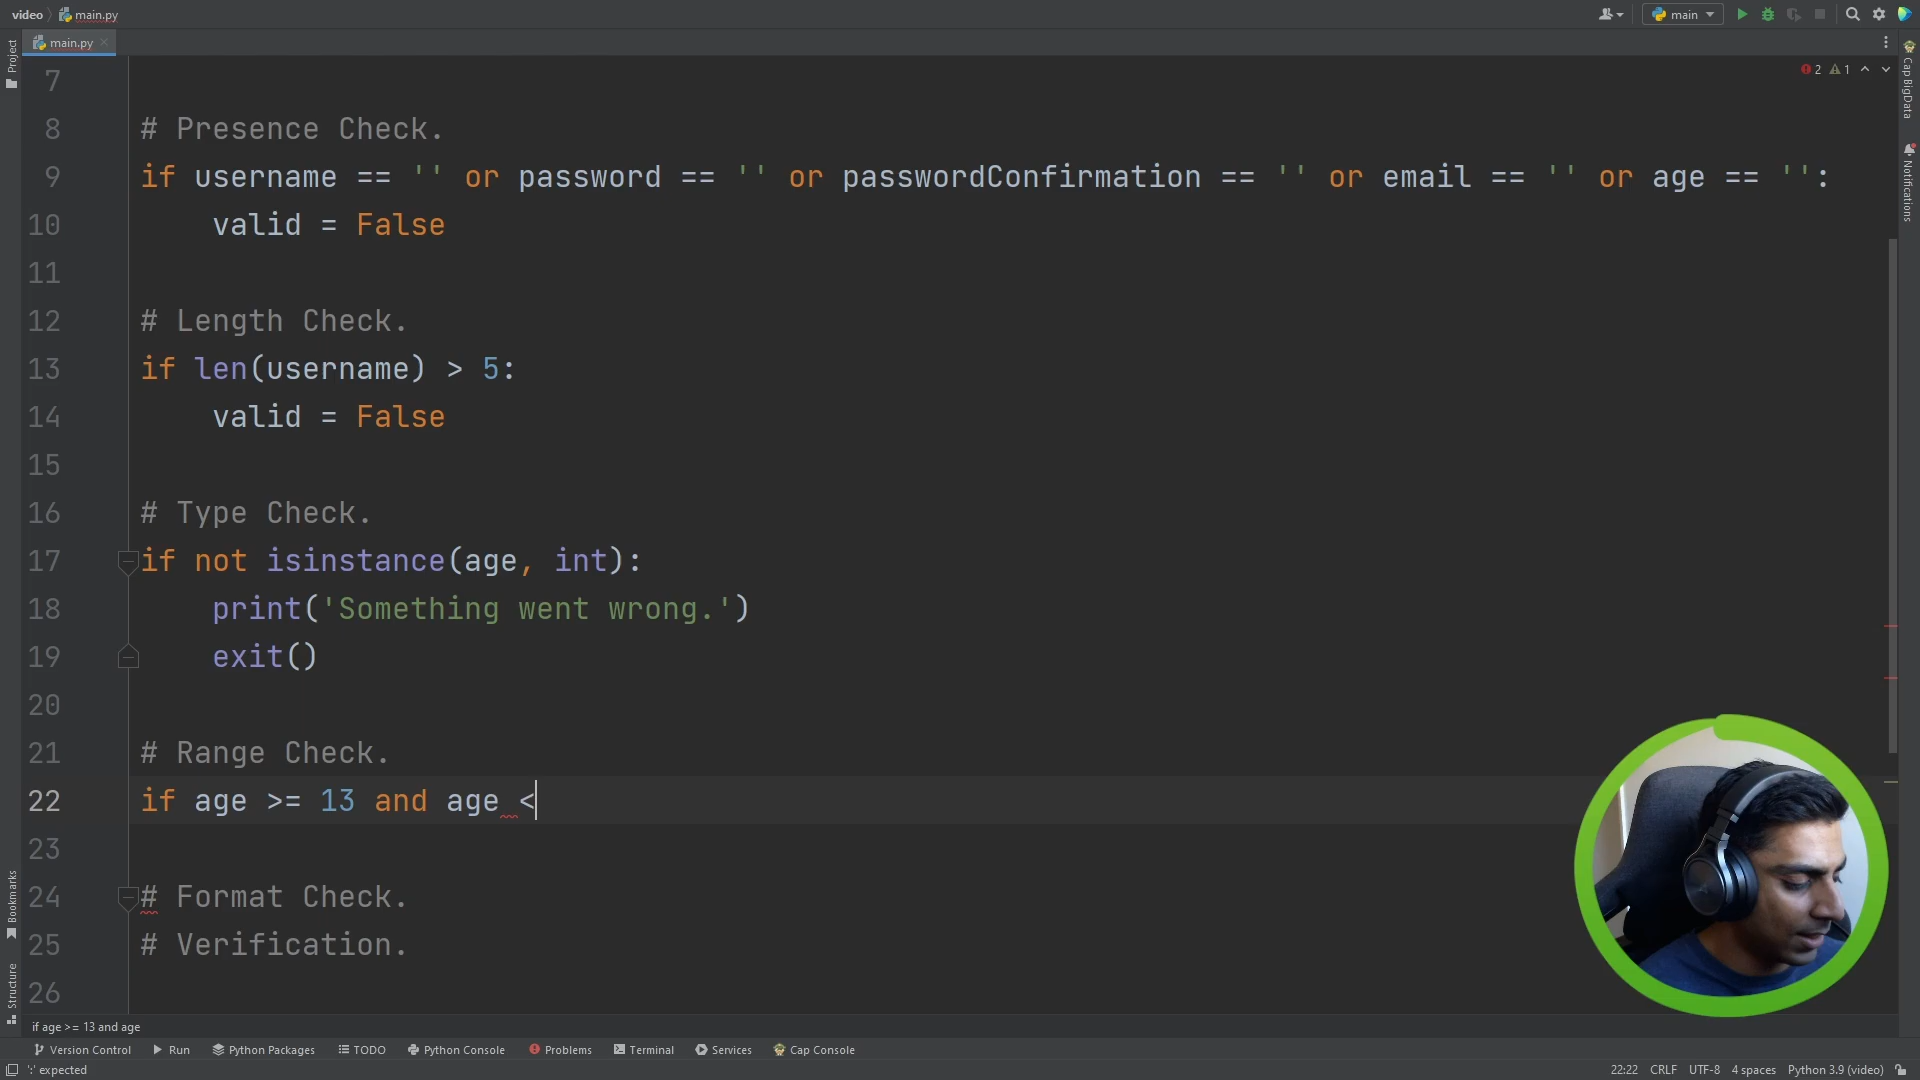 video
main.py
main
main.py
2
1
Project
Cap BigData
Notifications
7
8 # Presence Check.
9 if username == '' or password == '' or passwordConfirmation == '' or email == '' or age == '':
10 valid = False
11
12 # Length Check.
13 if len(username) > 5:
14 valid = False
15
16 # Type Check.
17 if not isinstance(age, int):
18 print('Something went wrong.')
19 exit()
20
21 # Range Check.
22 if age >= 13 and age <
23
24 # Format Check.
25 # Verification.
26
Bookmarks
Structure
if age >= 13 and age
Version Control Run Python Packages TODO Python Console Problems Terminal Services Cap Console
':' expected
22:22 CRLF UTF-8 4 spaces Python 3.9 (video)